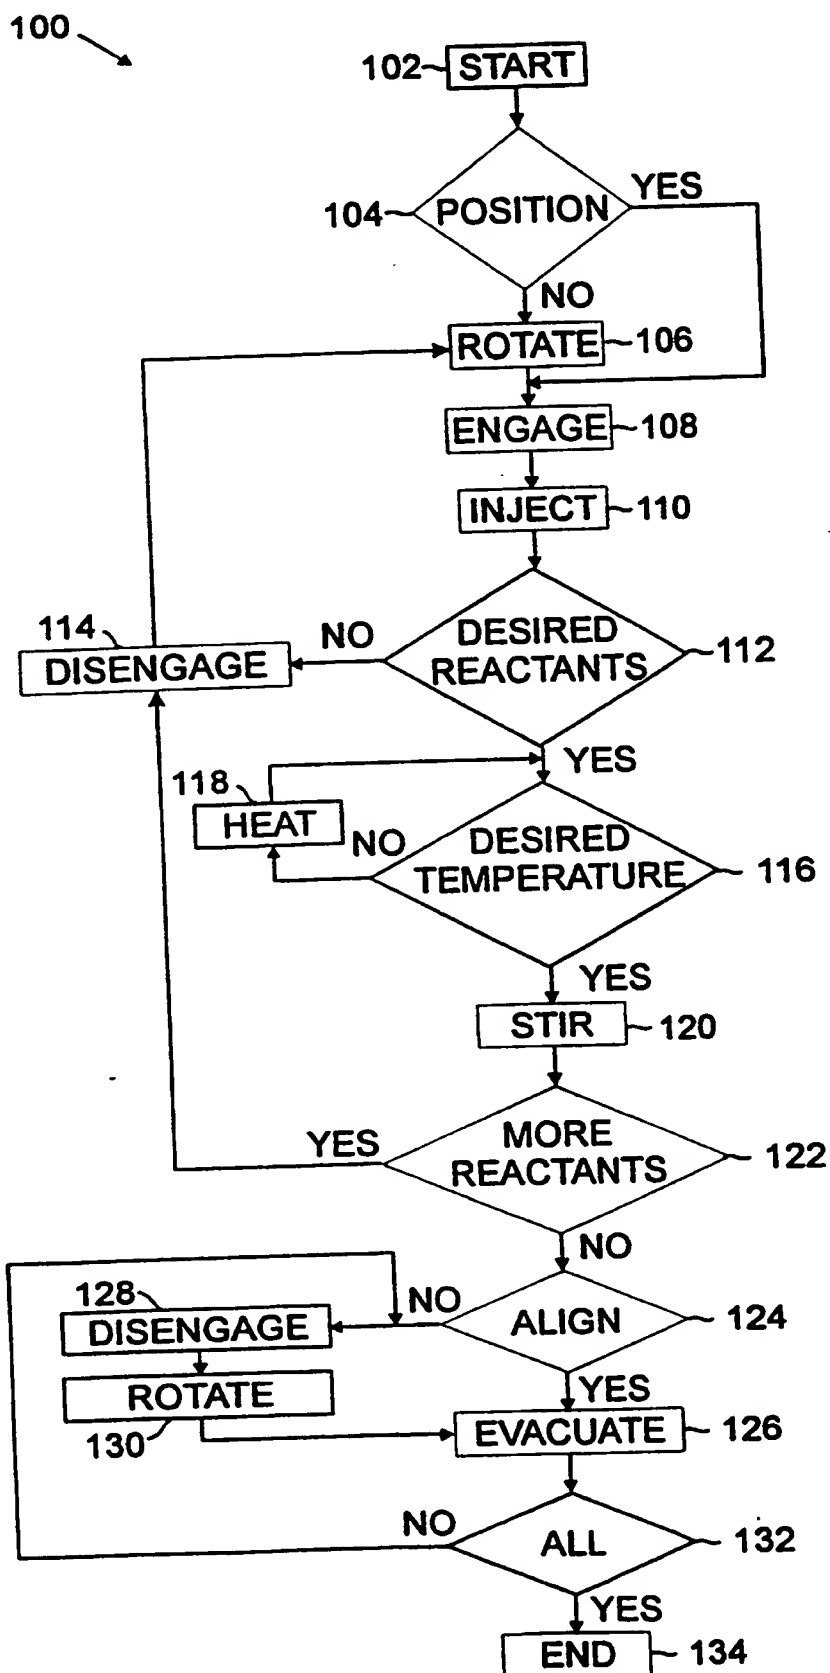 100
102 START
104 POSITION YES
NO
ROTATE 106
ENGAGE 108
INJECT 110
114
DISENGAGE
NO
DESIRED
REACTANTS
112
YES
118
HEAT
NO
DESIRED
TEMPERATURE
116
YES
STIR 120
YES
MORE
REACTANTS
122
NO
128
DISENGAGE
NO
ALIGN 124
YES
ROTATE
130
EVACUATE 126
NO
ALL 132
YES
END 134